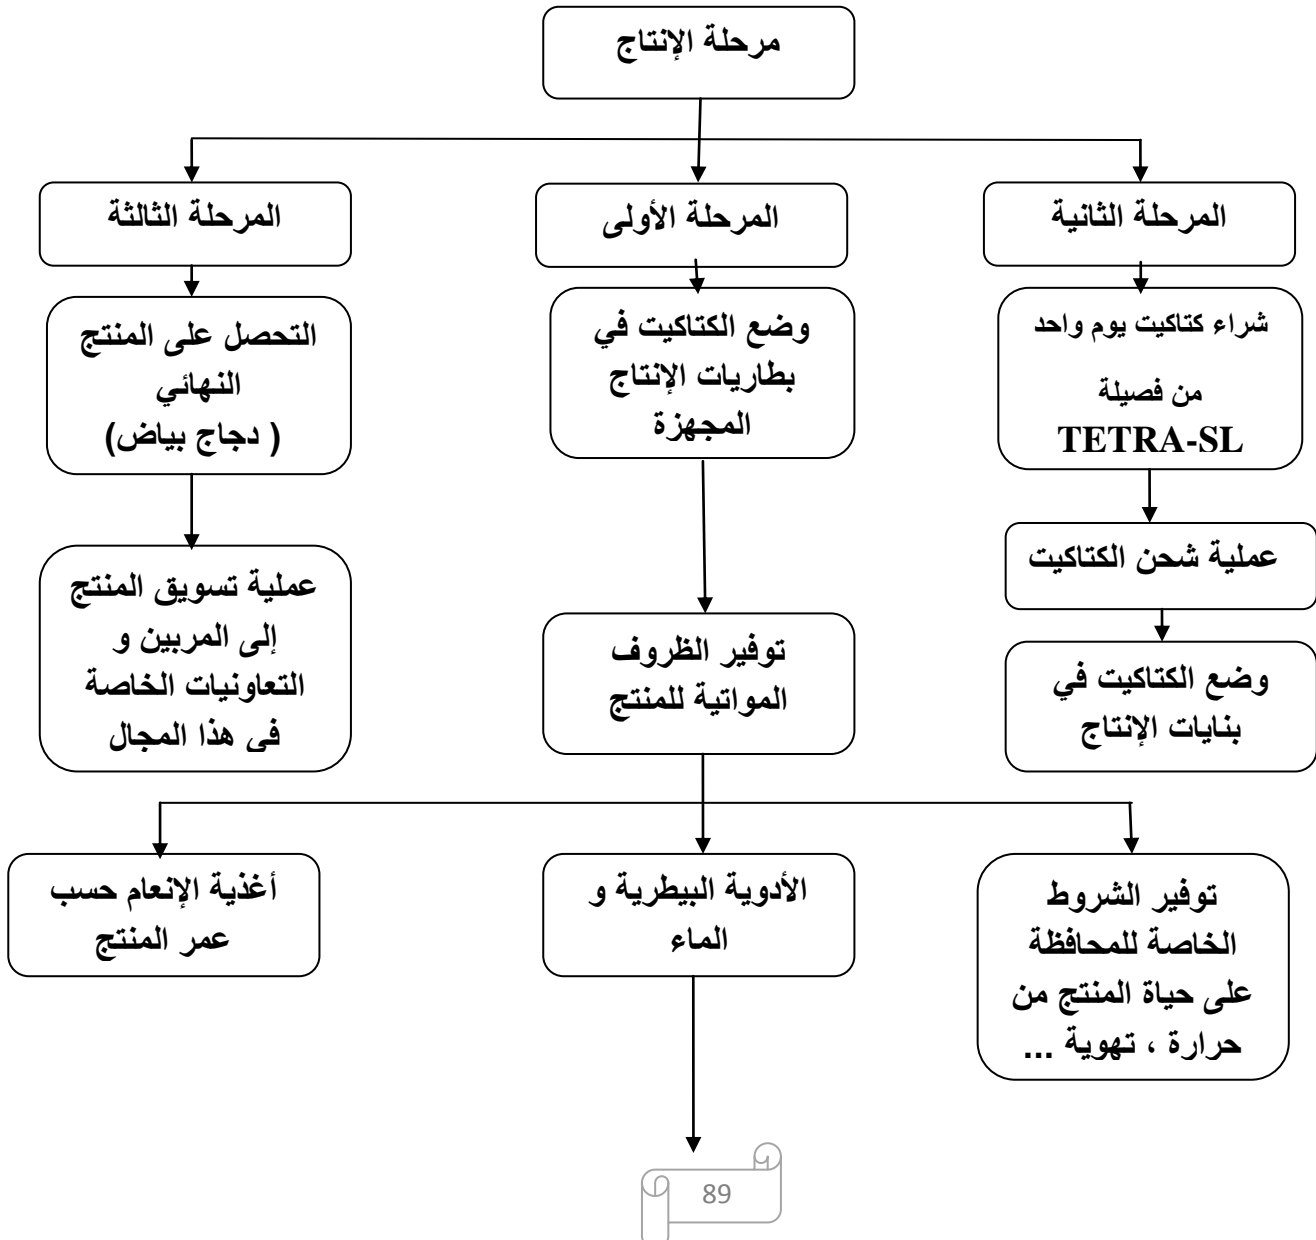 مرحلة الإنتاج
المرحلة الثانية
المرحلة الأولى
المرحلة الثالثة
شراء كتاكيت يوم واحد
من فصيلة
TETRA-SL
وضع الكتاكيت في
بطاريات الإنتاج
المجهزة
التحصل على المنتج
النهائي
( دجاج بياض)
عملية شحن الكتاكيت
وضع الكتاكيت في
بنايات الإنتاج
توفير الظروف
المواتية للمنتج
عملية تسويق المنتج
إلى المربين و
التعاونيات الخاصة
في هذا المجال
توفير الشروط
الخاصة للمحافظة
على حياة المنتج من
حرارة ، تهوية ...
الأدوية البيطرية و
الماء
أغذية الإنعام حسب
عمر المنتج
89